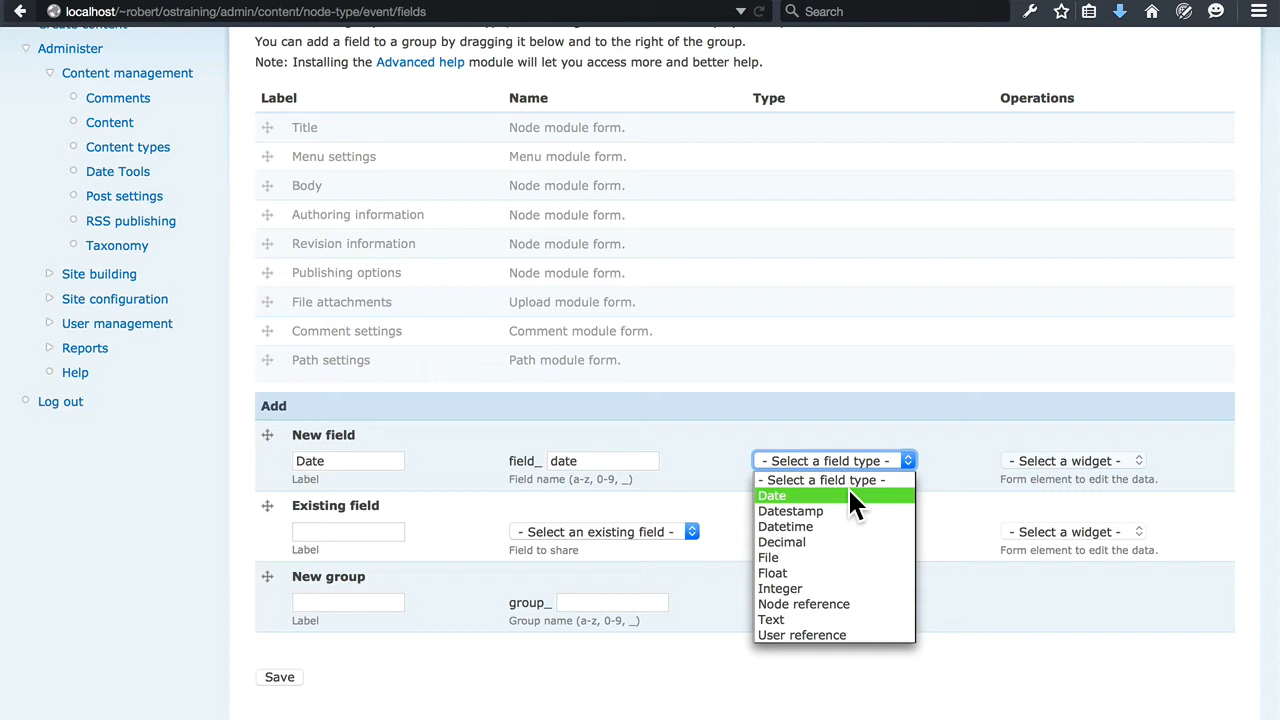 localhost/~robert/ostraining/admin/content/node-type/event/fields
Search
Create content
Administer
Content management
Comments
Content
Content types
Date Tools
Post settings
RSS publishing
Taxonomy
Site building
Site configuration
User management
Reports
Help
Log out
You can add a field to a group by dragging it below and to the right of the group.
Note: Installing the Advanced help module will let you access more and better help.
Label Name Type Operations
Title Node module form.
Menu settings Menu module form.
Body Node module form.
Authoring information Node module form.
Revision information Node module form.
Publishing options Node module form.
File attachments Upload module form.
Comment settings Comment module form.
Path settings Path module form.
Add
New field
Date field_ date - Select a field type - - Select a widget -
Label Field name (a-z, 0-9, _) Form element to edit the data.
- Select a field type -
Date
Datestamp
Datetime
Decimal
File
Float
Integer
Node reference
Text
User reference
Existing field
- Select an existing field - - Select a widget -
Label Field to share Form element to edit the data.
New group
group_
Label Group name (a-z, 0-9, _)
Save